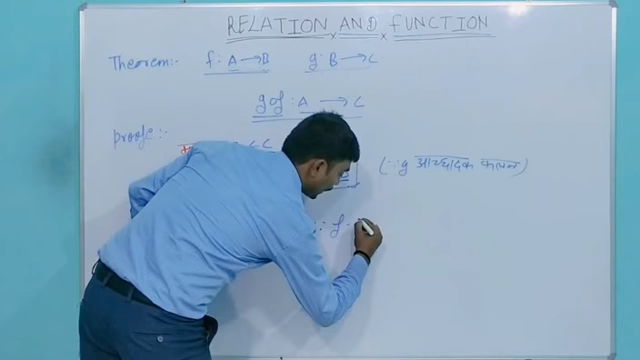 RELATION AND FUNCTION
Theorem:- f: A → B g: B → C
gof : A → C
proof:-
C
(∵ g आच्छादक फलन)
∵ f